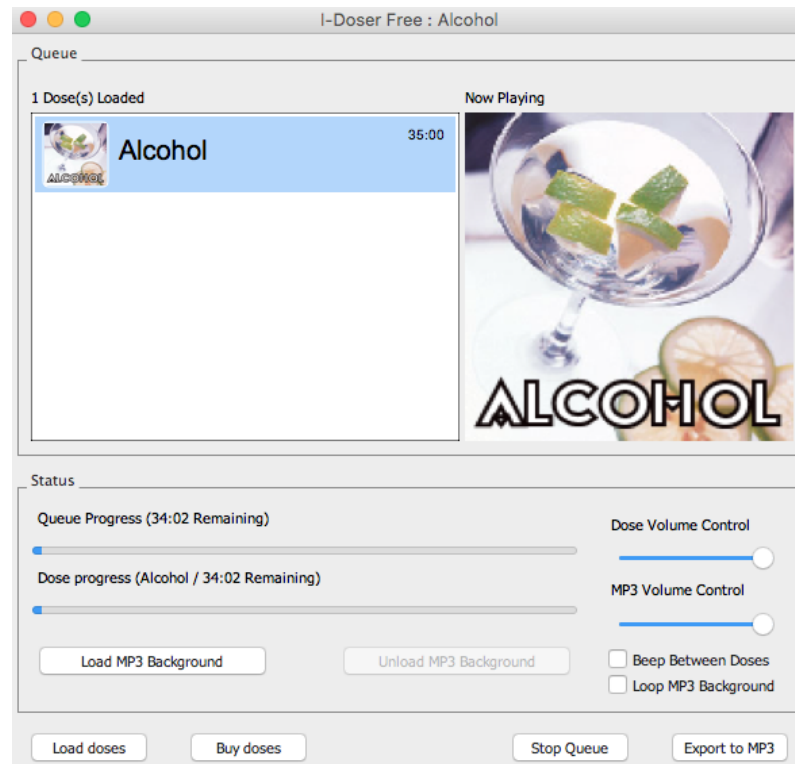 I-Doser Free : Alcohol
Queue
1 Dose(s) Loaded
Now Playing
Alcohol
35:00
ALCOHOL
ALCOHOL
Status
Queue Progress (34:02 Remaining)
Dose Volume Control
Dose progress (Alcohol / 34:02 Remaining)
MP3 Volume Control
Load MP3 Background
Unload MP3 Background
Beep Between Doses
Loop MP3 Background
Load doses
Buy doses
Stop Queue
Export to MP3